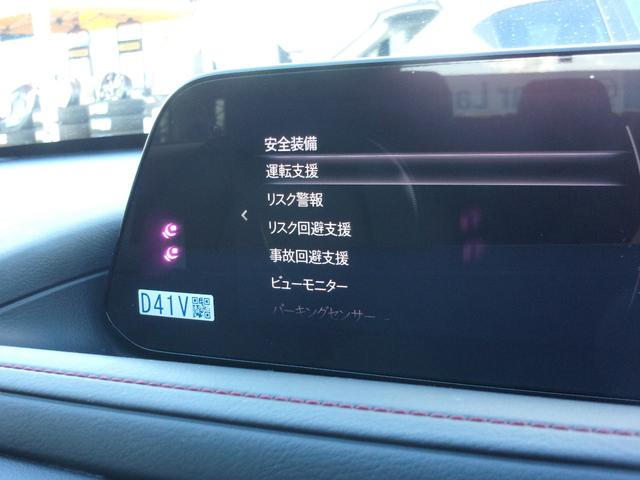 安全装備
運転支援
リスク警報
リスク回避支援
事故回避支援
ビューモニター
パーキングセンサー
D41V